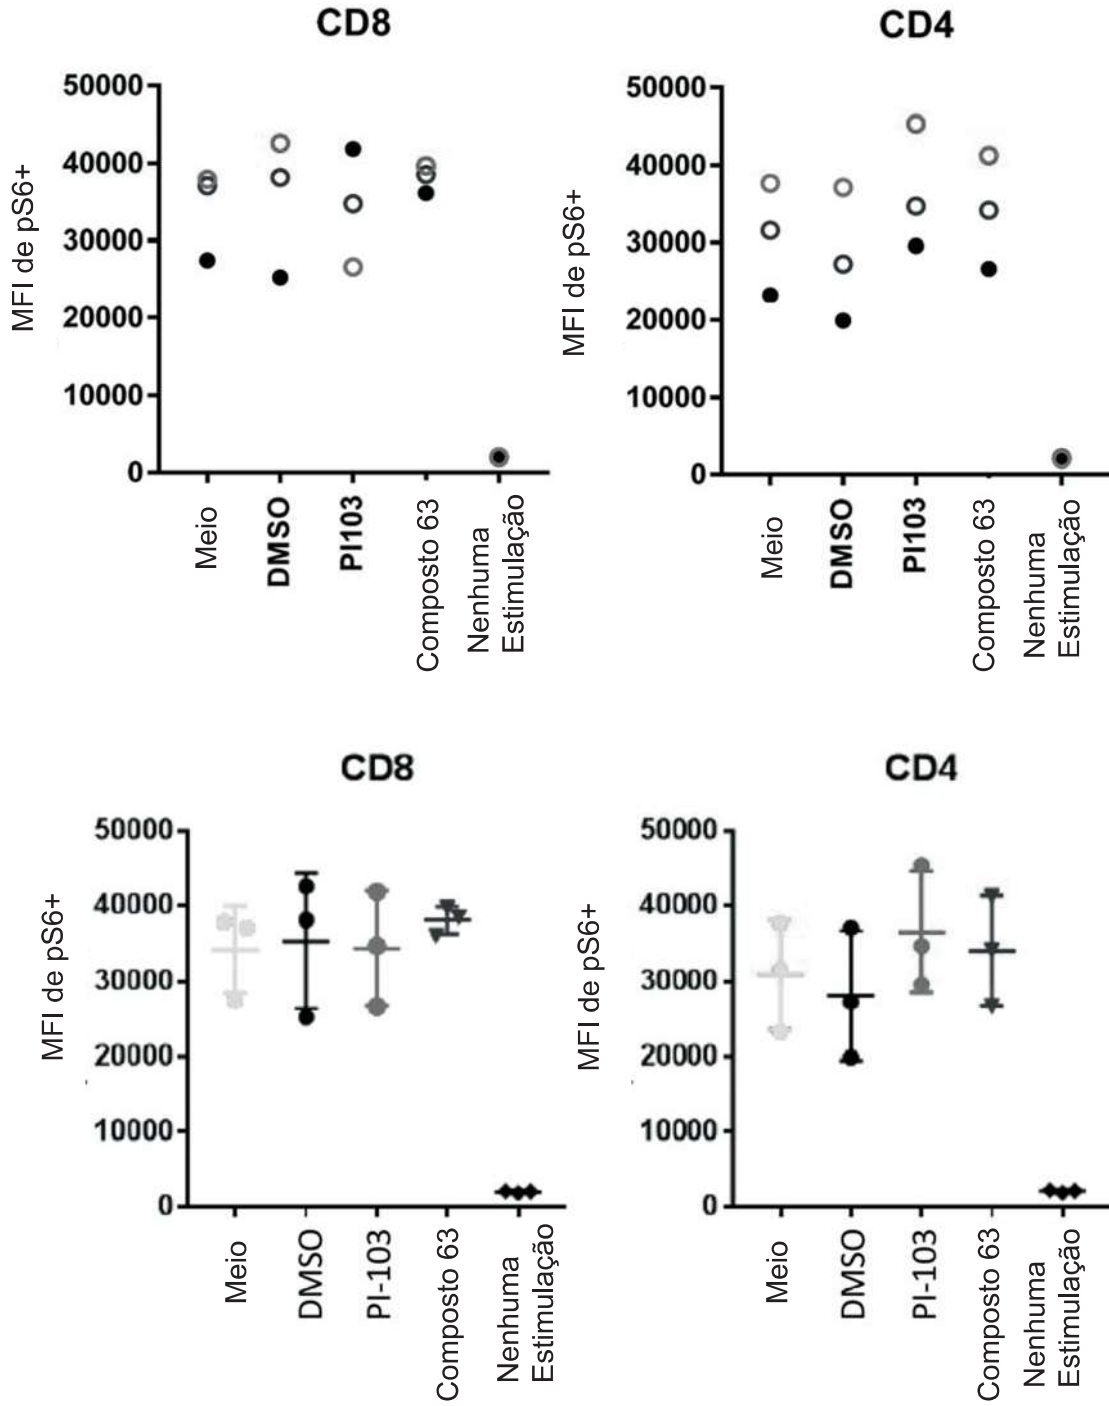 CD8
50000
40000
30000
20000
10000
0
MFI de pS6+
Meio
DMSO
PI103
Composto 63
Nenhuma
Estimulação
CD4
50000
40000
30000
20000
10000
0
MFI de pS6+
Meio
DMSO
PI103
Composto 63
Nenhuma
Estimulação
CD8
50000
40000
30000
20000
10000
0
MFI de pS6+
Meio
DMSO
PI-103
Composto 63
Nenhuma
Estimulação
CD4
50000
40000
30000
20000
10000
0
MFI de pS6+
Meio
DMSO
PI-103
Composto 63
Nenhuma
Estimulação